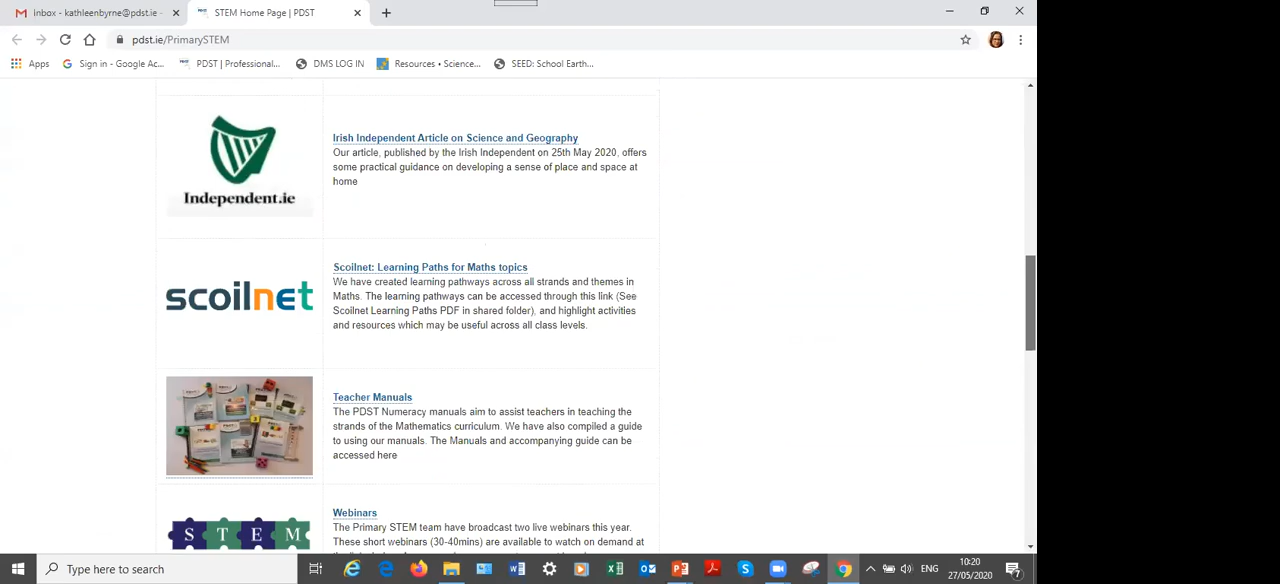 Inbox - kathleenbyrne@pdst.ie -
STEM Home Page | PDST
pdst.ie/PrimarySTEM
Apps
Sign in - Google Ac...
PDST | Professional...
DMS LOG IN
Resources • Science...
SEED: School Earth...
Independent.ie
Irish Independent Article on Science and Geography
Our article, published by the Irish Independent on 25th May 2020, offers
some practical guidance on developing a sense of place and space at
home
scoilnet
Scoilnet: Learning Paths for Maths topics
We have created learning pathways across all strands and themes in
Maths. The learning pathways can be accessed through this link (See
Scoilnet Learning Paths PDF in shared folder), and highlight activities
and resources which may be useful across all class levels.
Teacher Manuals
The PDST Numeracy manuals aim to assist teachers in teaching the
strands of the Mathematics curriculum. We have also compiled a guide
to using our manuals. The Manuals and accompanying guide can be
accessed here
STEM
Webinars
The Primary STEM team have broadcast two live webinars this year.
These short webinars (30-40mins) are available to watch on demand at
Type here to search
ENG
10:20
27/05/2020